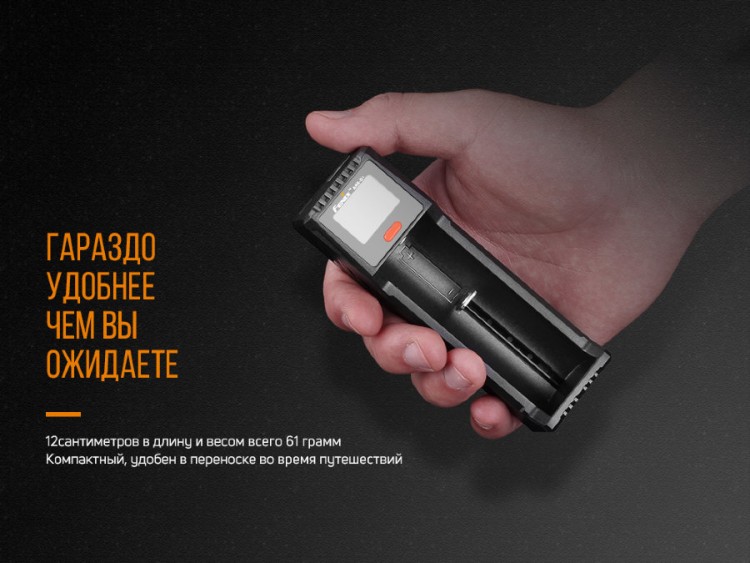 ГАРАЗДО
УДОБНЕЕ
ЧЕМ ВЫ
ОЖИДАЕТЕ
12сантиметров в длину и весом всего 61 грамм
Компактный, удобен в переноске во время путешествий